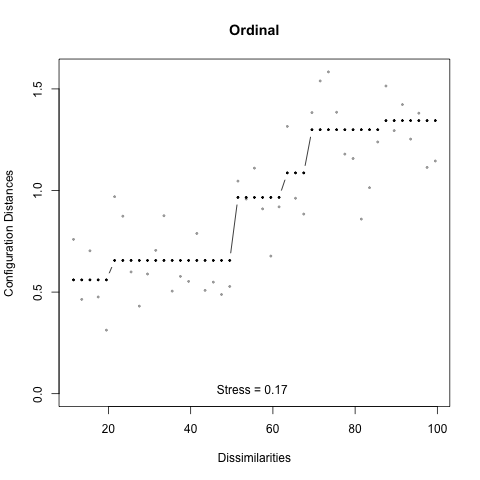 Ordinal
Configuration Distances
1.5
1.0
0.5
0.0
Stress = 0.17
20 40 60 80 100
Dissimilarities